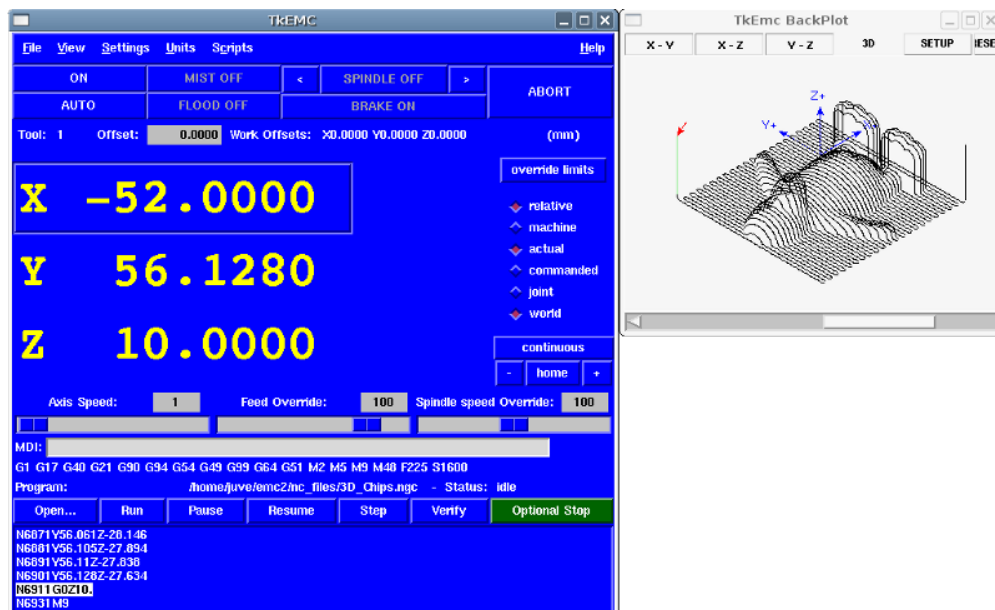 TkEMC
File View Settings Units Scripts Help
ON MIST OFF < SPINDLE OFF > ABORT
AUTO FLOOD OFF BRAKE ON
Tool: 1 Offset: 0.0000 Work Offsets: X0.0000 Y0.0000 Z0.0000 (mm)
override limits
X -52.0000
relative
machine
Y 56.1280
actual
commanded
joint
world
Z 10.0000
continuous
- home +
Axis Speed: 1 Feed Override: 100 Spindle speed Override: 100
MDI:
G1 G17 G40 G21 G90 G94 G54 G49 G99 G64 G51 M2 M5 M9 M48 F225 S1600
Program: /home/juve/emc2/nc_files/3D_Chips.ngc - Status: idle
Open... Run Pause Resume Step Verify Optional Stop
N6871Y56.061Z-28.146
N6881Y56.105Z-27.894
N6891Y56.11Z-27.838
N6901Y56.128Z-27.634
N6911G0Z10.
N6931M9
TkEmc BackPlot
X - Y X - Z Y - Z 3D SETUP RESE
Z+
Y+